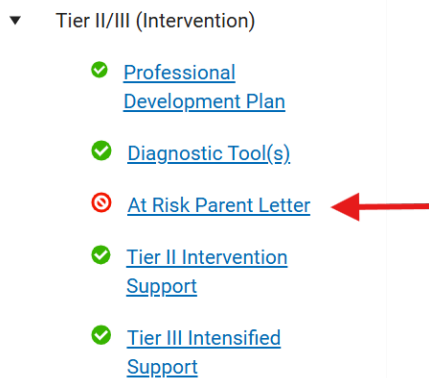 Tier II/III (Intervention)
Professional
Development Plan
Diagnostic Tool(s)
At Risk Parent Letter
Tier II Intervention
Support
Tier III Intensified
Support